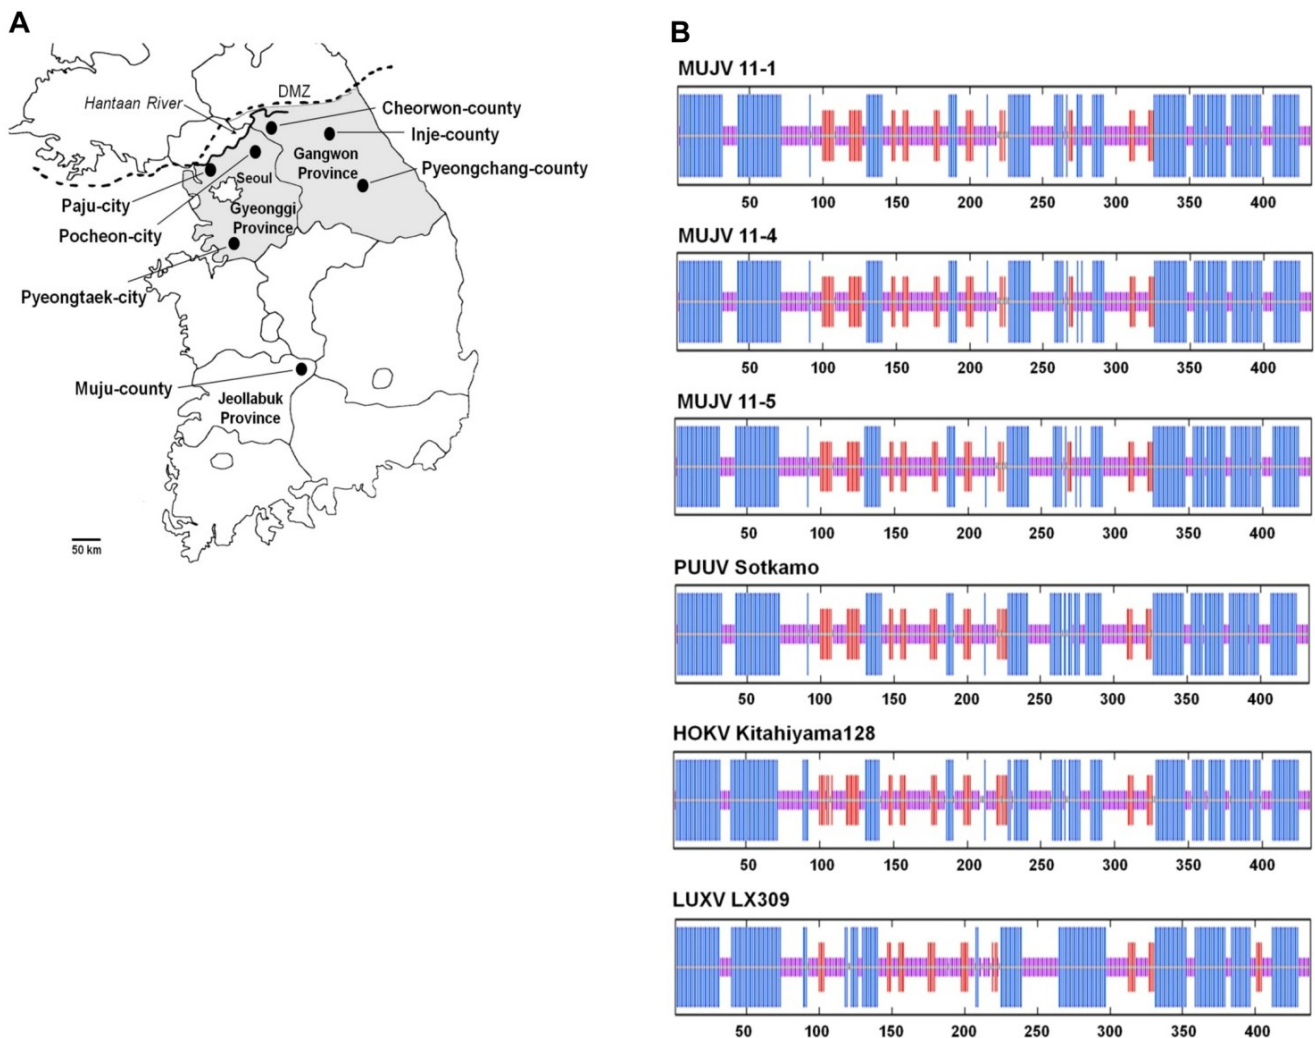 A
DMZ
Hantaan River
Cheorwon-county
Inje-county
Gangwon
Province
Pyeongchang-county
Seoul
Paju-city
Gyeonggi
Province
Pocheon-city
Pyeongtaek-city
Muju-county
Jeollabuk
Province
50 km
B
MUJV 11-1
50 100 150 200 250 300 350 400
MUJV 11-4
50 100 150 200 250 300 350 400
MUJV 11-5
50 100 150 200 250 300 350 400
PUUV Sotkamo
50 100 150 200 250 300 350 400
HOKV Kitahiyama128
50 100 150 200 250 300 350 400
LUXV LX309
50 100 150 200 250 300 350 400